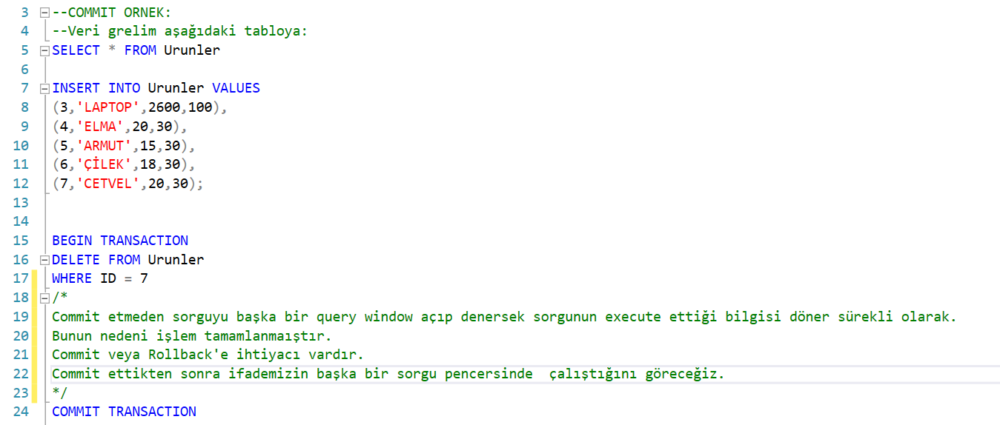 3 --COMMIT ORNEK:
4 --Veri grelim aşağıdaki tabloya:
5 SELECT * FROM Urunler
6
7 INSERT INTO Urunler VALUES
8 (3,'LAPTOP',2600,100),
9 (4,'ELMA',20,30),
10 (5,'ARMUT',15,30),
11 (6,'ÇİLEK',18,30),
12 (7,'CETVEL',20,30);
13
14
15 BEGIN TRANSACTION
16 DELETE FROM Urunler
17 WHERE ID = 7
18 /*
19 Commit etmeden sorguyu başka bir query window açıp denersek sorgunun execute ettiği bilgisi döner sürekli olarak.
20 Bunun nedeni işlem tamamlanmaıştır.
21 Commit veya Rollback'e ihtiyacı vardır.
22 Commit ettikten sonra ifademizin başka bir sorgu pencersinde  çalıştığını göreceğiz.
23 */
24 COMMIT TRANSACTION